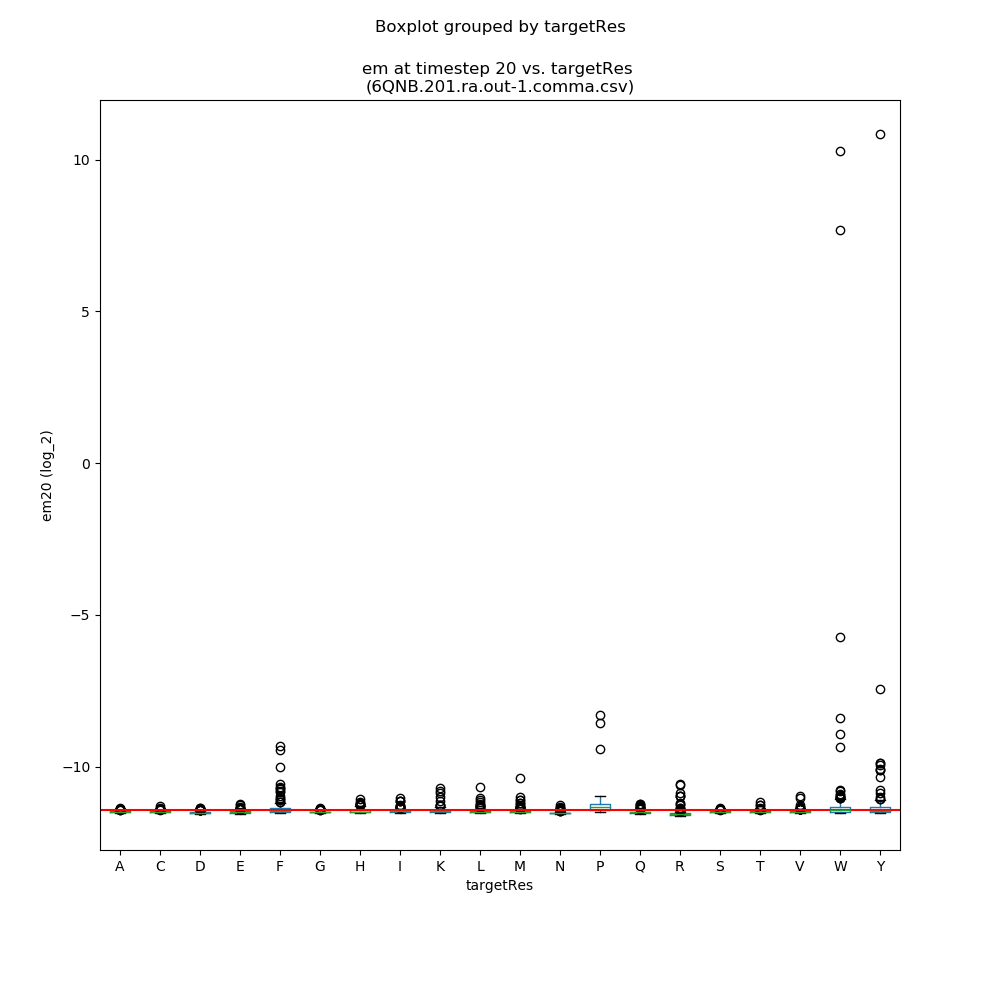 Boxplot grouped by targetRes
em at timestep 20 vs. targetRes
(6QNB.201.ra.out-1.comma.csv)
10
5
0
−5
−10
em20 (log_2)
A C D E F G H I K L M N P Q R S T V W Y
targetRes